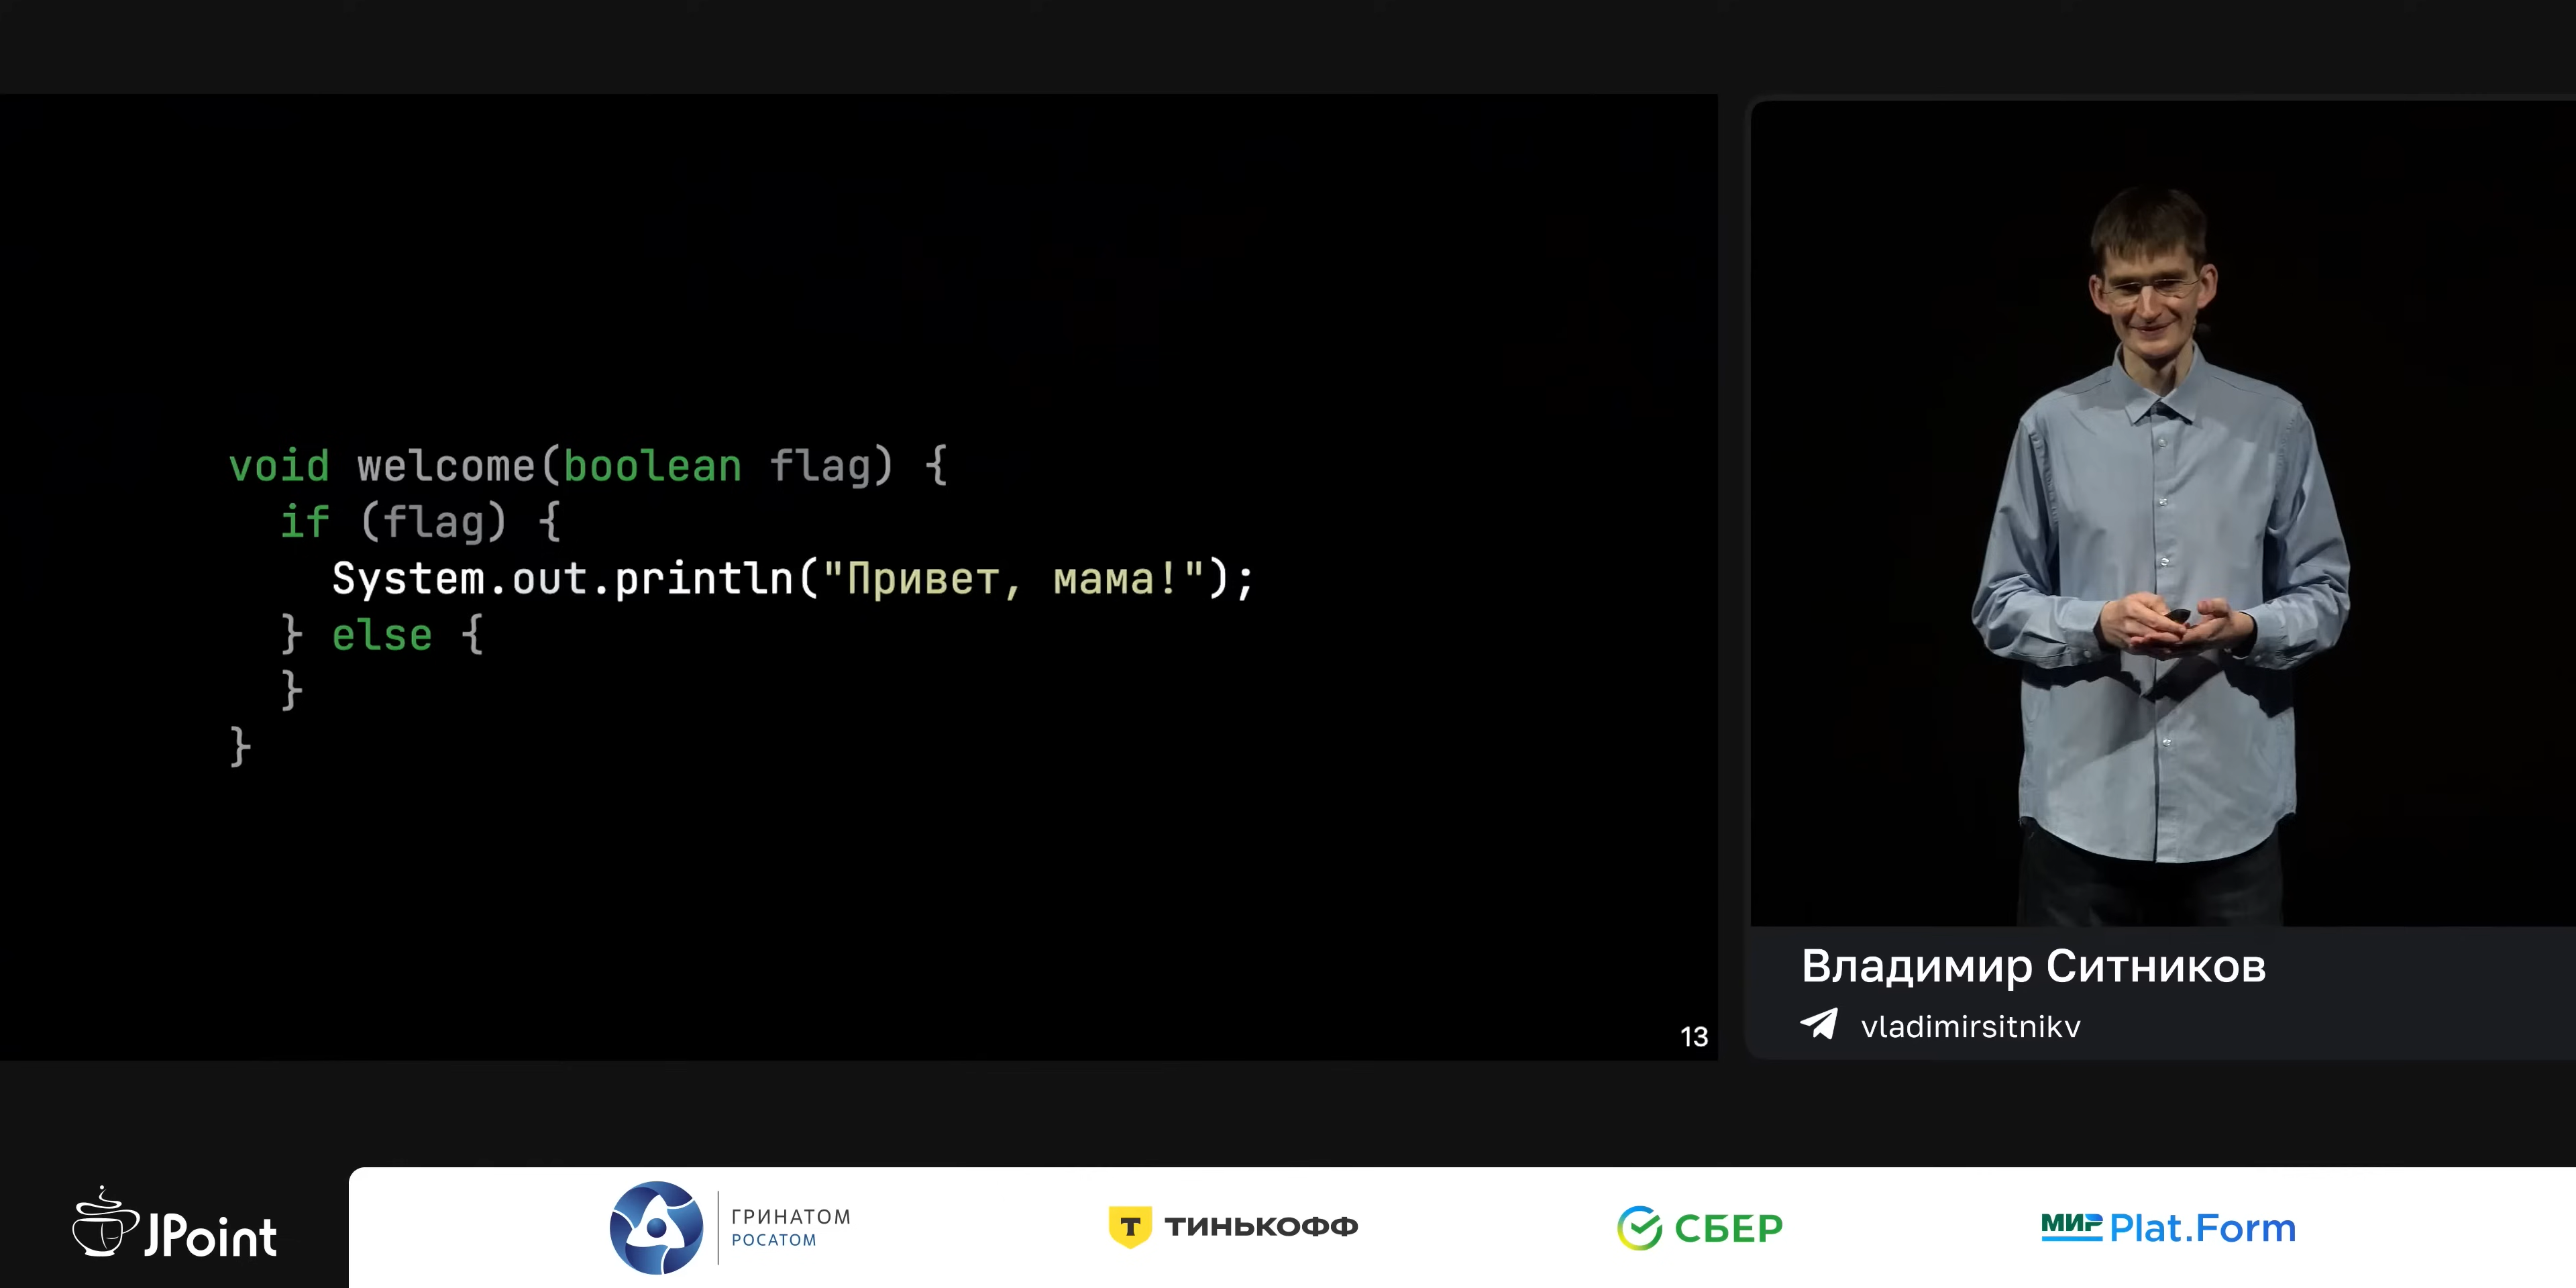 void welcome(boolean flag) {
if (flag) {
System.out.println("Привет, мама!");
} else {
}
}
13
Владимир Ситников
vladimirsitnikv
JPoint
ГРИНАТОМ
РОСАТОМ
Т ТИНЬКОФФ
СБЕР
МИР Plat.Form